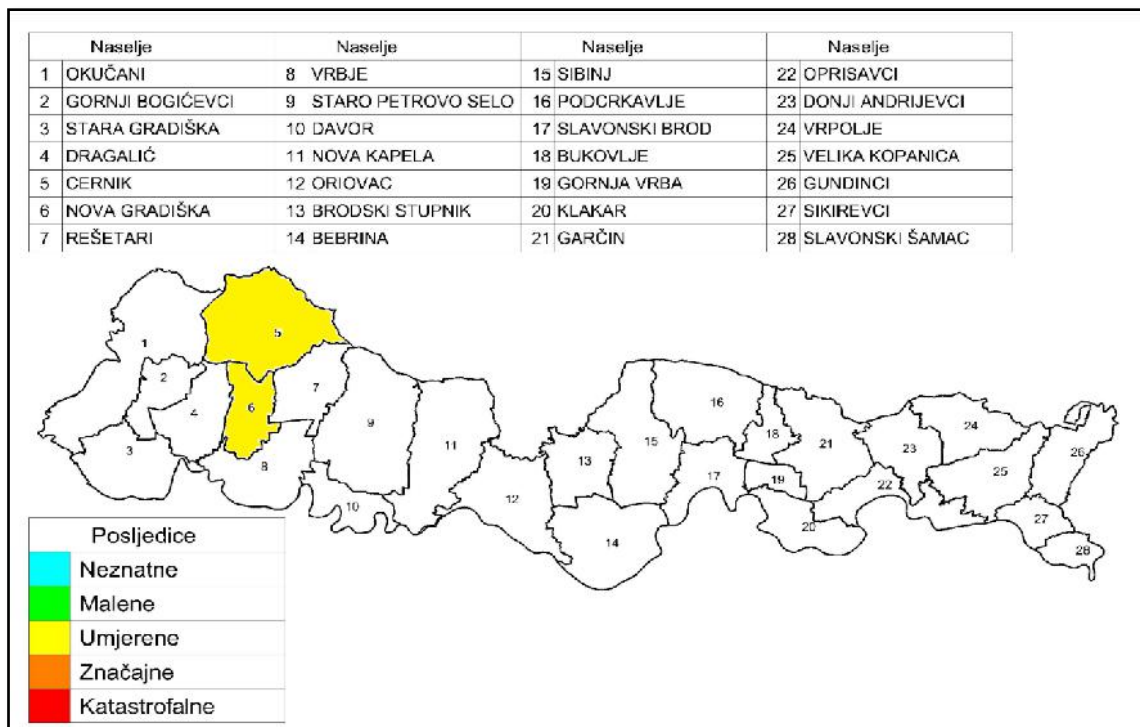 Naselje Naselje Naselje Naselje
1 OKUČANI 8 VRBJE 15 SIBINJ 22 OPRISAVCI
2 GORNJI BOGIĆEVCI 9 STARO PETROVO SELO 16 PODCRKAVLJE 23 DONJI ANDRIJEVCI
3 STARA GRADIŠKA 10 DAVOR 17 SLAVONSKI BROD 24 VRPOLJE
4 DRAGALIĆ 11 NOVA KAPELA 18 BUKOVLJE 25 VELIKA KOPANICA
5 CERNIK 12 ORIOVAC 19 GORNJA VRBA 26 GUNDINCI
6 NOVA GRADIŠKA 13 BRODSKI STUPNIK 20 KLAKAR 27 SIKIREVCI
7 REŠETARI 14 BEBRINA 21 GARČIN 28 SLAVONSKI ŠAMAC
5
1
2
7
6
4
9
3
8
10
11
12
13
15
14
16
18
17
19
20
21
22
23
24
25
26
27
28
Posljedice
Neznatne
Malene
Umjerene
Značajne
Katastrofalne